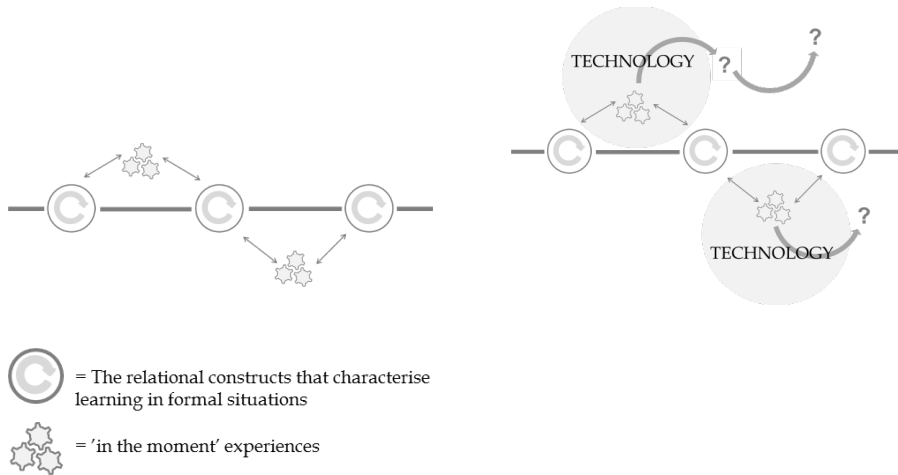 TECHNOLOGY
?
?
?
TECHNOLOGY
= The relational constructs that characterise
learning in formal situations
= ’in the moment’ experiences